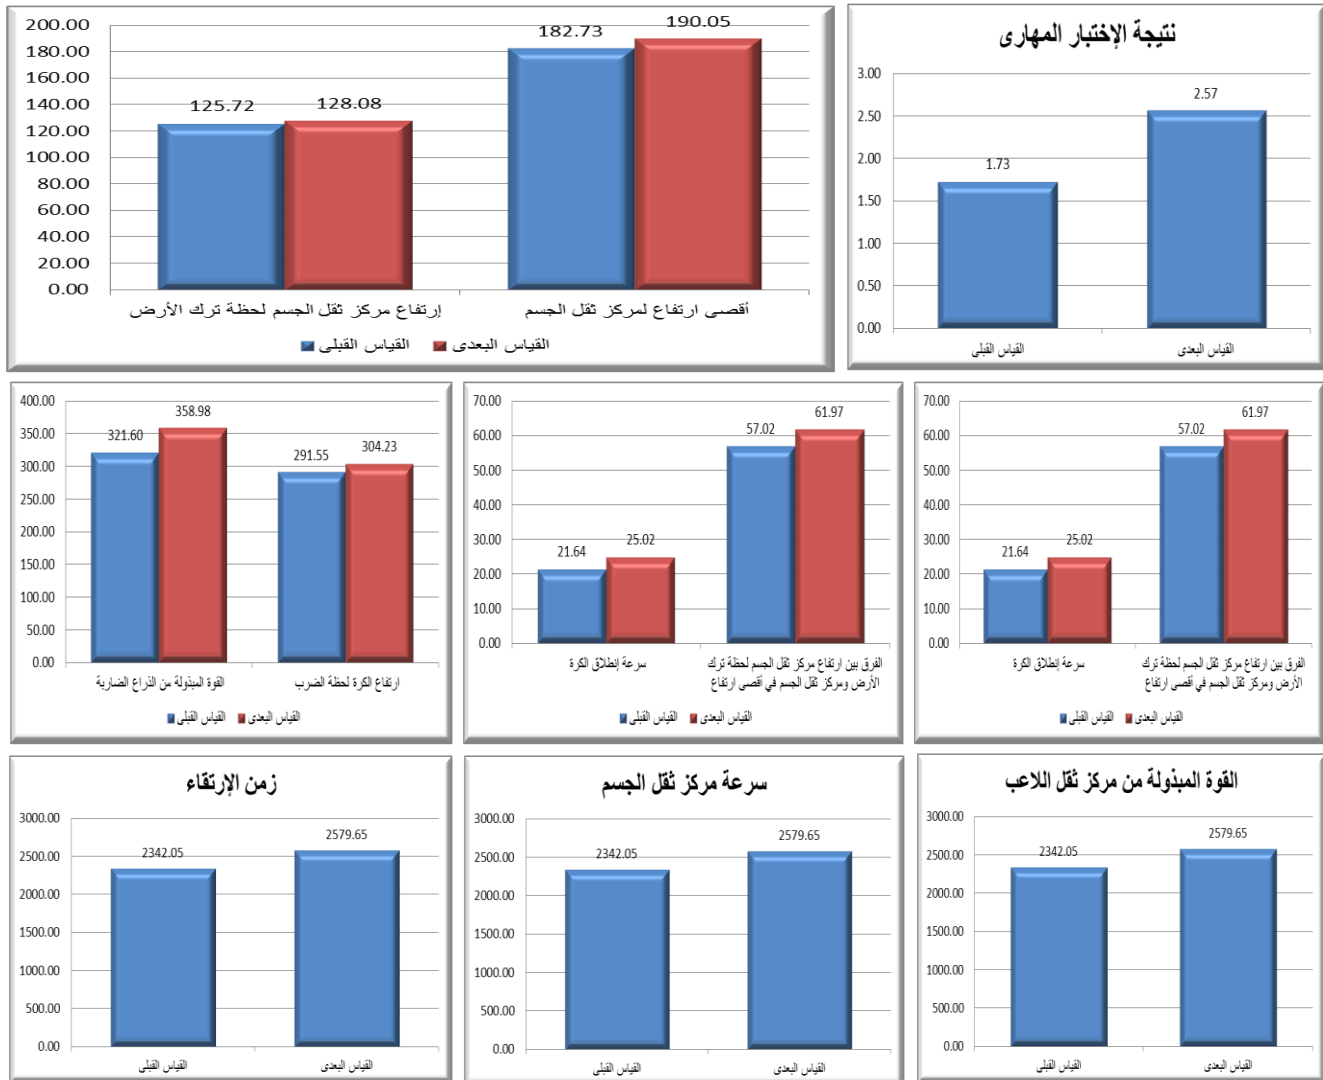 200.00
180.00
160.00
140.00
120.00
100.00
80.00
60.00
40.00
20.00
0.00
125.72
128.08
182.73
190.05
إرتفاع مركز ثقل الجسم لحظة ترك الأرض
أقصى ارتفاع لمركز ثقل الجسم
القياس القبلى
القياس البعدى
نتيجة الإختبار المهارى
3.00
2.50
2.00
1.50
1.00
0.50
0.00
1.73
2.57
القياس القبلى
القياس البعدى
400.00
350.00
300.00
250.00
200.00
150.00
100.00
50.00
0.00
321.60
358.98
291.55
304.23
القوة المبذولة من الذراع الضاربة
ارتفاع الكرة لحظة الضرب
القياس القبلى
القياس البعدى
70.00
60.00
50.00
40.00
30.00
20.00
10.00
0.00
21.64
25.02
57.02
61.97
سرعة إنطلاق الكرة
الفرق بين ارتفاع مركز ثقل الجسم لحظة ترك
الأرض ومركز ثقل الجسم في أقصى ارتفاع
القياس القبلى
القياس البعدى
70.00
60.00
50.00
40.00
30.00
20.00
10.00
0.00
21.64
25.02
57.02
61.97
سرعة إنطلاق الكرة
الفرق بين ارتفاع مركز ثقل الجسم لحظة ترك
الأرض ومركز ثقل الجسم في أقصى ارتفاع
القياس القبلى
القياس البعدى
زمن الإرتقاء
3000.00
2500.00
2000.00
1500.00
1000.00
500.00
0.00
2342.05
2579.65
القياس القبلى
القياس البعدى
سرعة مركز ثقل الجسم
3000.00
2500.00
2000.00
1500.00
1000.00
500.00
0.00
2342.05
2579.65
القياس القبلى
القياس البعدى
القوة المبذولة من مركز ثقل اللاعب
3000.00
2500.00
2000.00
1500.00
1000.00
500.00
0.00
2342.05
2579.65
القياس القبلى
القياس البعدى